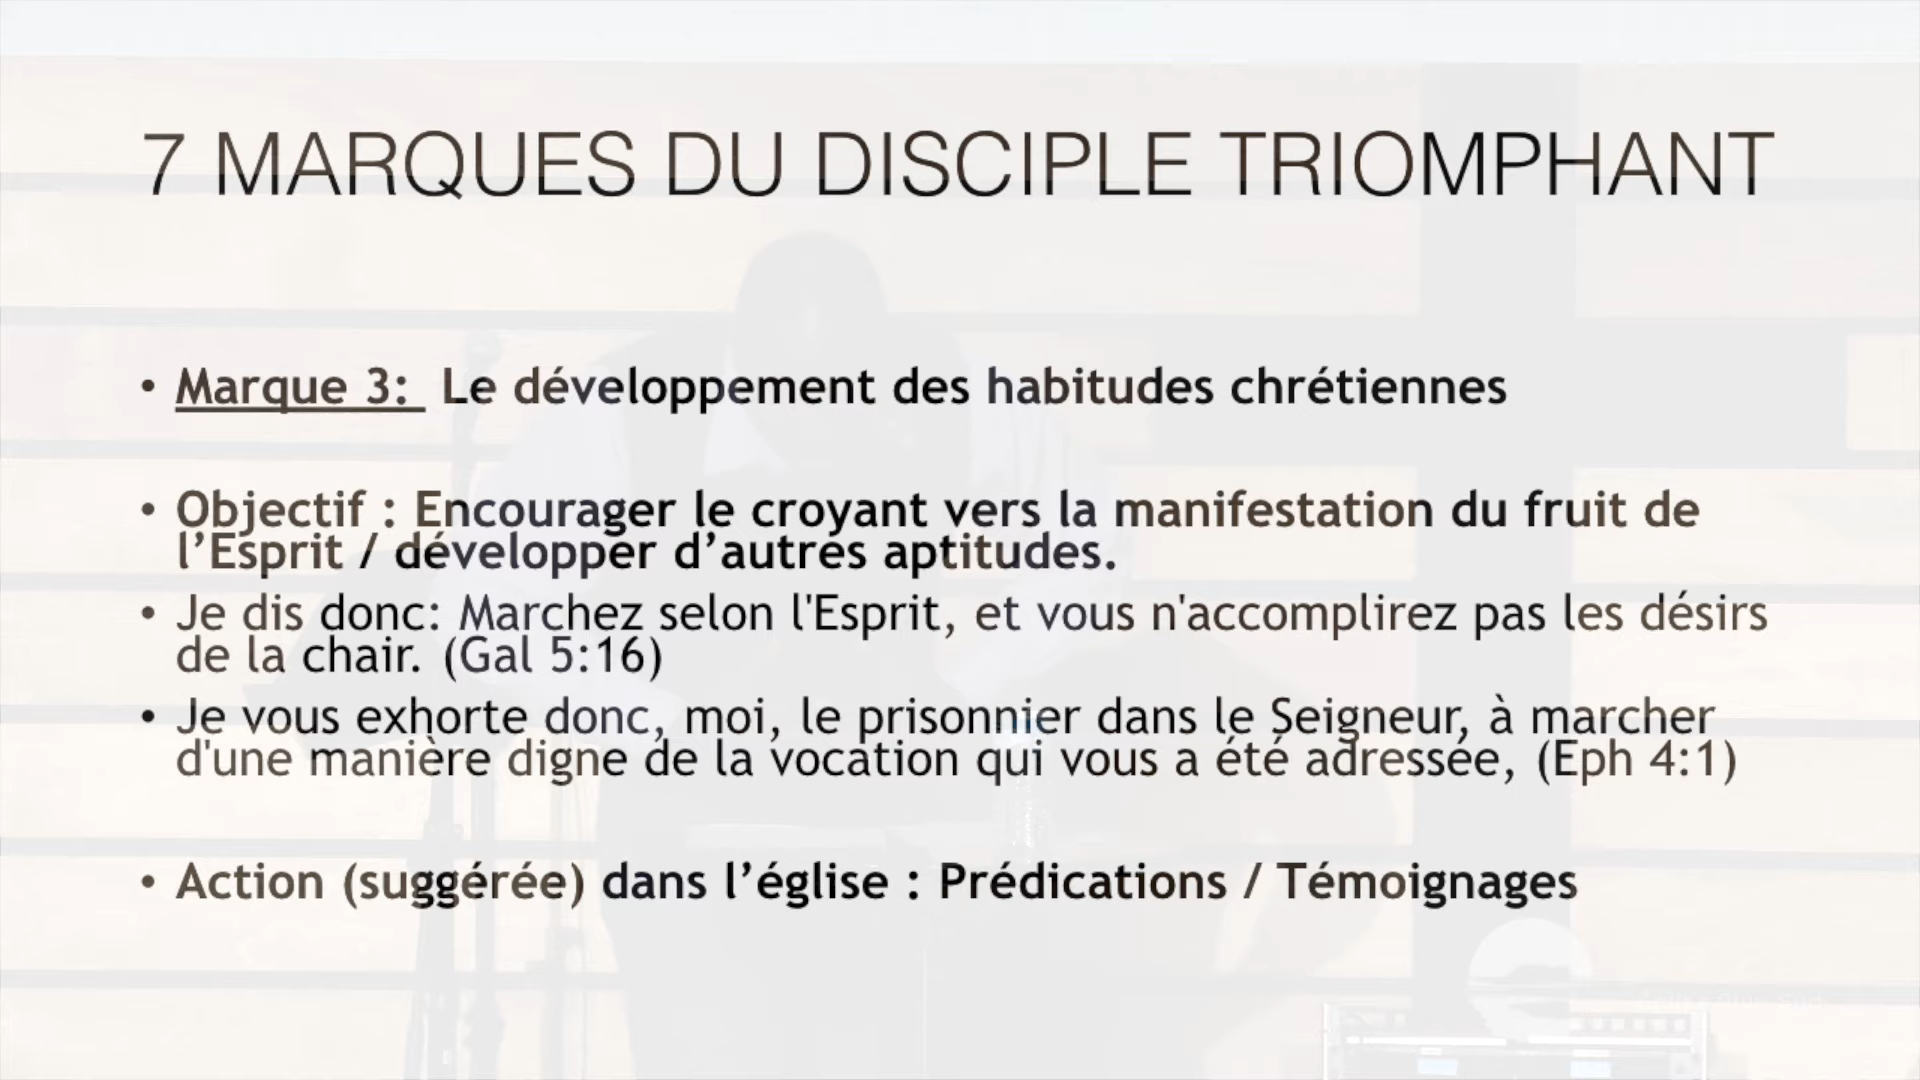 7 MARQUES DU DISCIPLE TRIOMPHANT
• Marque 3: Le développement des habitudes chrétiennes
• Objectif : Encourager le croyant vers la manifestation du fruit de
l’Esprit / développer d’autres aptitudes.
• Je dis donc: Marchez selon l'Esprit, et vous n'accomplirez pas les désirs
de la chair. (Gal 5:16)
• Je vous exhorte donc, moi, le prisonnier dans le Seigneur, à marcher
d'une manière digne de la vocation qui vous a été adressée, (Eph 4:1)
• Action (suggérée) dans l’église : Prédications / Témoignages